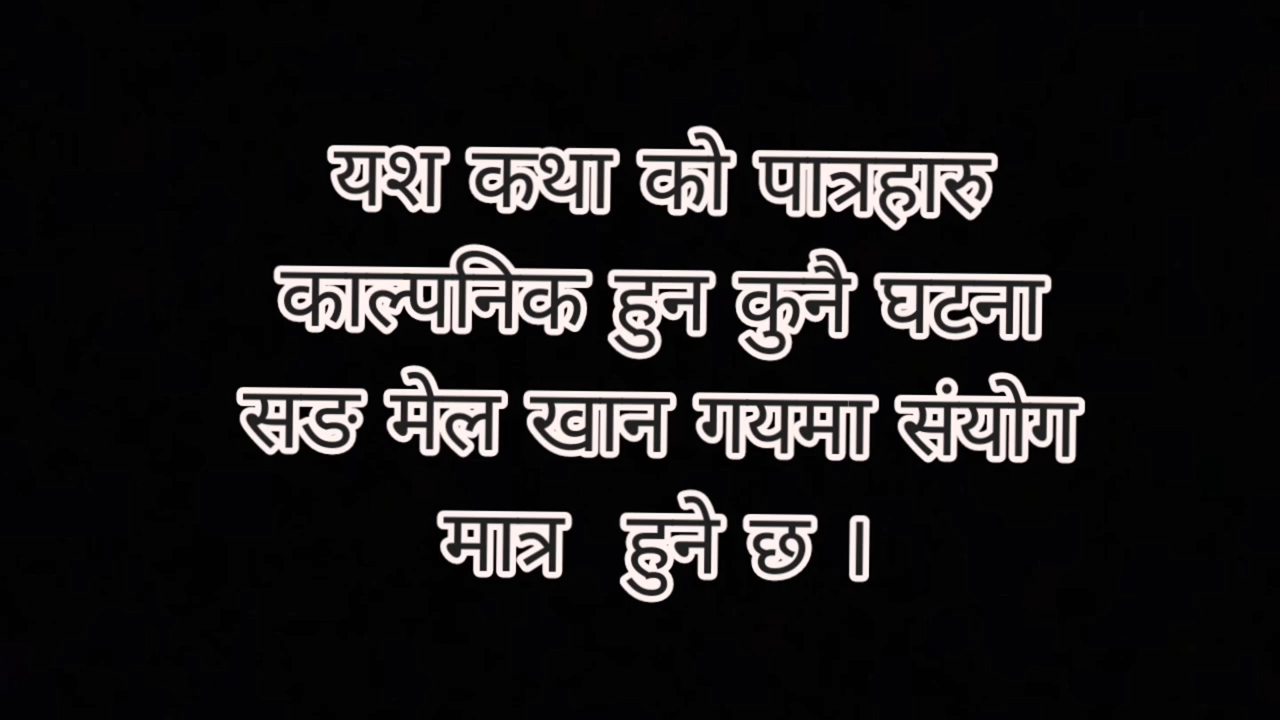 यश कथा को पात्रहारु
काल्पनिक हुन कुनै घटना
सङ मेल खान गयमा संयोग
मात्र हुने छ ।